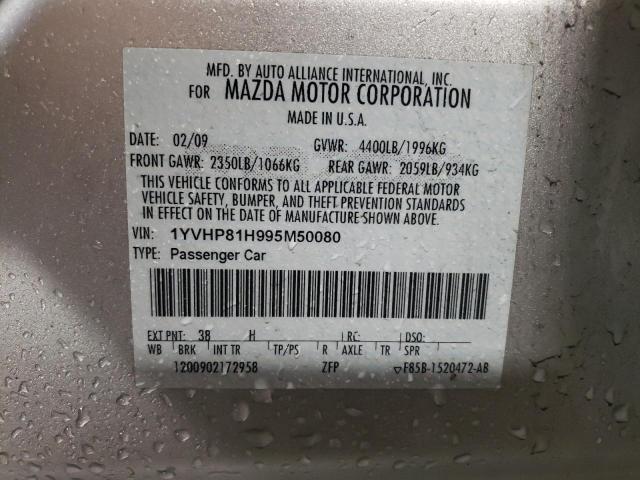 MFD. BY AUTO ALLIANCE INTERNATIONAL, INC.
FOR MAZDA MOTOR CORPORATION
MADE IN U.S.A.
DATE: 02/09 GVWR: 4400LB/1996KG
FRONT GAWR: 2350LB/1066KG REAR GAWR: 2059LB/934KG
THIS VEHICLE CONFORMS TO ALL APPLICABLE FEDERAL MOTOR
VEHICLE SAFETY, BUMPER, AND THEFT PREVENTION STANDARDS
IN EFFECT ON THE DATE OF MANUFACTURE SHOWN ABOVE.
VIN: 1YVHP81H995M50080
TYPE: Passenger Car
EXT PNT: 38 H RC: DSO:
WB BRK INT TR TP/PS R AXLE TR SPR
1200902172958 ZFP ▽F85B-1520472-AB